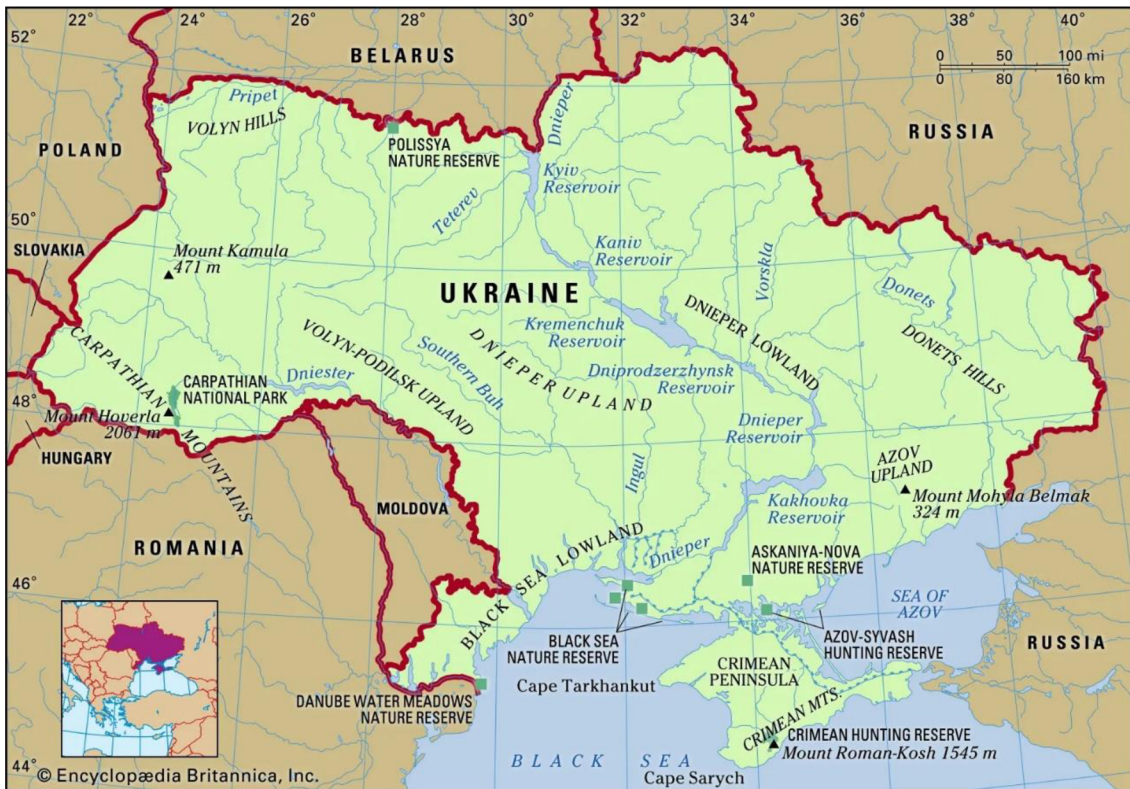 22°
24°
26°
28°
30°
32°
34°
36°
38°
40°
52°
BELARUS
0
50
100 mi
0
80
160 km
Pripet
VOLYN HILLS
Dnieper
RUSSIA
POLAND
POLISSYA
NATURE RESERVE
Kyiv
Reservoir
Teterev
50°
SLOVAKIA
Mount Kamula
471 m
Kaniv
Reservoir
Vorskla
UKRAINE
Donets
Kremenchuk
Reservoir
DNIEPER LOWLAND
DONETS HILLS
CARPATHIAN
MOUNTAINS
VOLYN-PODILSK UPLAND
Southern Buh
DNIEPER UPLAND
Dniprodzerzhynsk
Reservoir
Dniester
CARPATHIAN
NATIONAL PARK
48°
Mount Hoverla
2061 m
Dnieper
Reservoir
HUNGARY
Ingul
AZOV
UPLAND
Mount Mohyla Belmak
324 m
MOLDOVA
Kakhovka
Reservoir
ROMANIA
BLACK SEA LOWLAND
Dnieper
ASKANIYA-NOVA
NATURE RESERVE
46°
SEA OF
AZOV
BLACK SEA
NATURE RESERVE
AZOV-SYVASH
HUNTING RESERVE
RUSSIA
CRIMEAN
PENINSULA
Cape Tarkhankut
DANUBE WATER MEADOWS
NATURE RESERVE
CRIMEAN MTS.
CRIMEAN HUNTING RESERVE
Mount Roman-Kosh 1545 m
BLACK SEA
Cape Sarych
44°
© Encyclopædia Britannica, Inc.